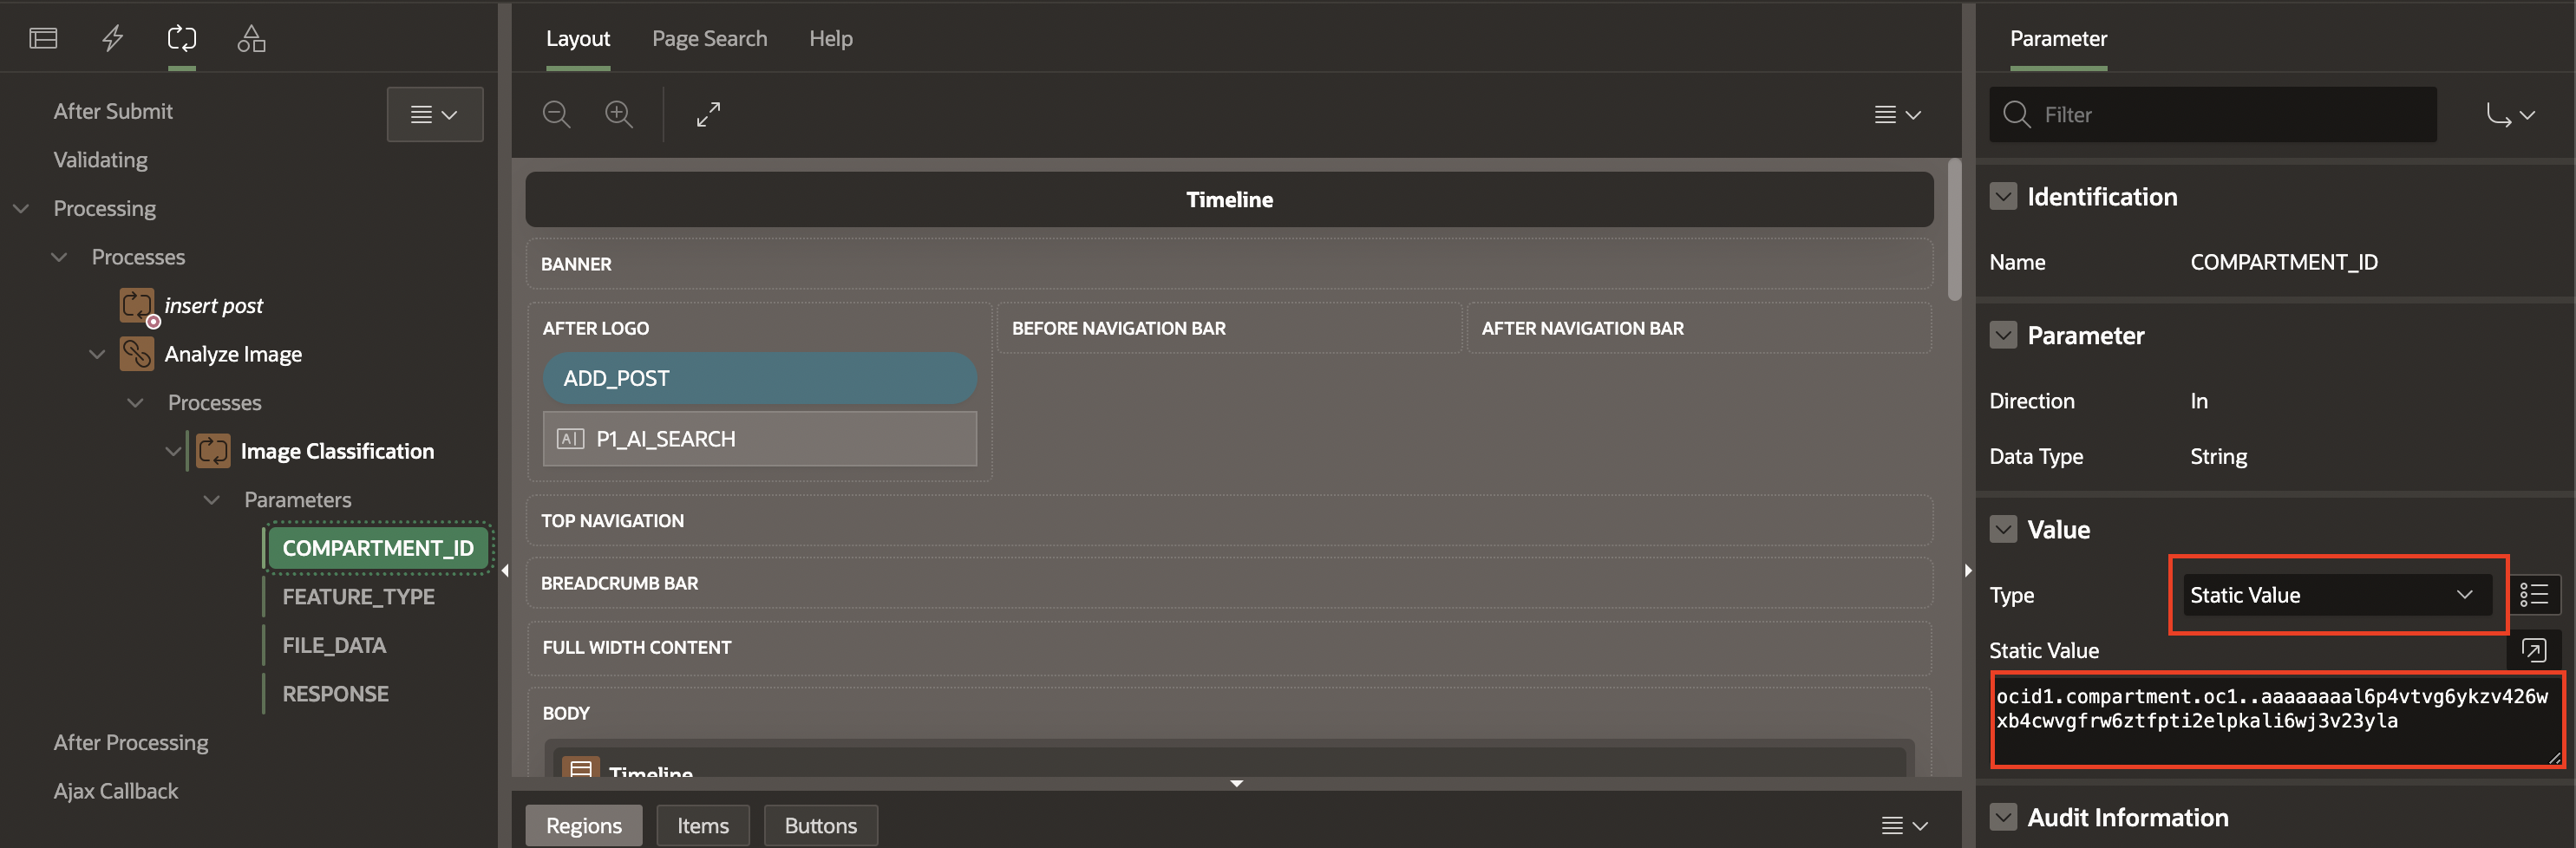 After Submit
Validating
Processing
Processes
insert post
Analyze Image
Processes
Image Classification
Parameters
COMPARTMENT_ID
FEATURE_TYPE
FILE_DATA
RESPONSE
After Processing
Ajax Callback
Layout
Page Search
Help
Timeline
BANNER
AFTER LOGO
BEFORE NAVIGATION BAR
AFTER NAVIGATION BAR
ADD_POST
A
P1_AI_SEARCH
TOP NAVIGATION
BREADCRUMB BAR
FULL WIDTH CONTENT
BODY
Timeline
Regions
Items
Buttons
Parameter
Filter
Identification
Name
COMPARTMENT_ID
Parameter
Direction
In
Data Type
String
Value
Type
Static Value
Static Value
ocid1.compartment.oc1..aaaaaaaal6p4vtvg6ykzv426w
xb4cwvgfrw6ztfpti2elpkali6wj3v23yla
Audit Information